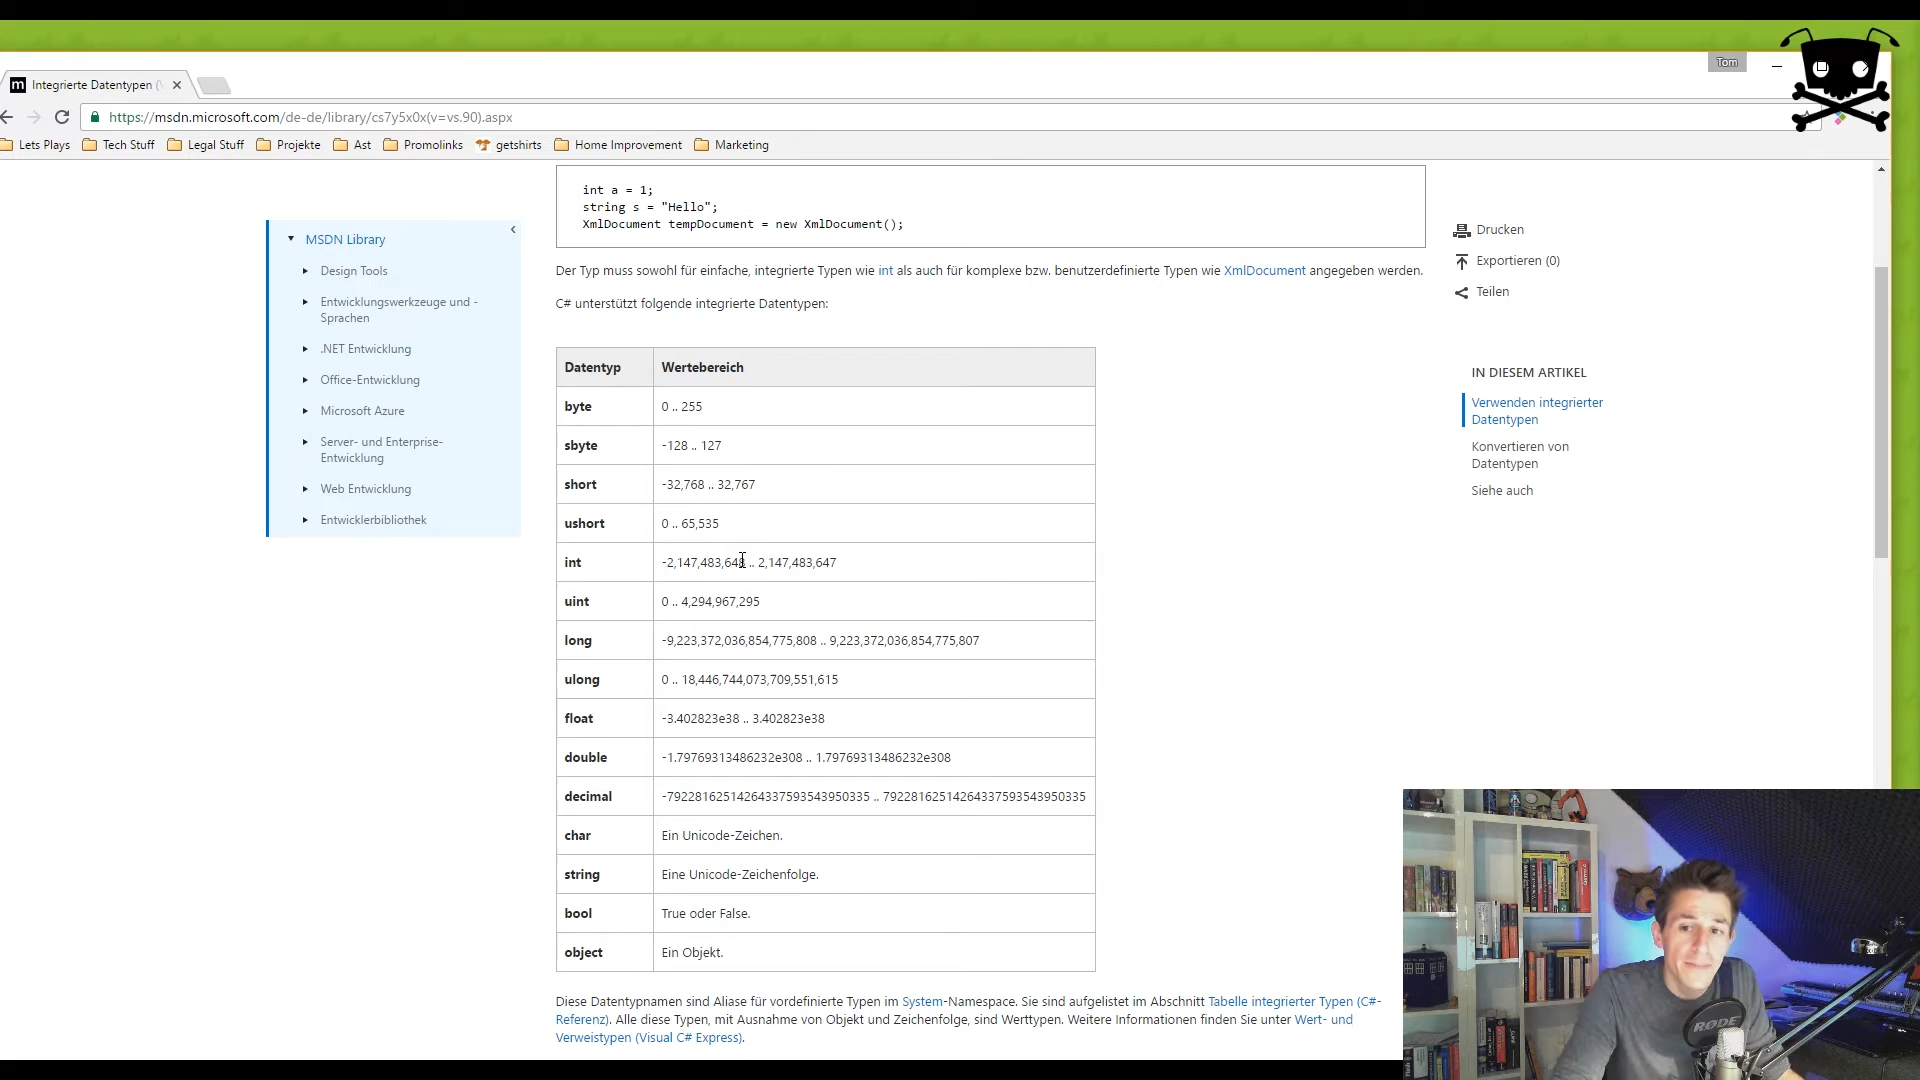 Tom
Integrierte Datentypen (
https://msdn.microsoft.com/de-de/library/cs7y5x0x(v=vs.90).aspx
Lets Plays Tech Stuff Legal Stuff Projekte Ast Promolinks getshirts Home Improvement Marketing
int a = 1;
string s = "Hello";
XmlDocument tempDocument = new XmlDocument();
MSDN Library
Design Tools
Entwicklungswerkzeuge und -
Sprachen
.NET Entwicklung
Office-Entwicklung
Microsoft Azure
Server- und Enterprise-
Entwicklung
Web Entwicklung
Entwicklerbibliothek
Der Typ muss sowohl für einfache, integrierte Typen wie int als auch für komplexe bzw. benutzerdefinierte Typen wie XmlDocument angegeben werden.
C# unterstützt folgende integrierte Datentypen:
Datentyp Wertebereich
byte 0 .. 255
sbyte -128 .. 127
short -32,768 .. 32,767
ushort 0 .. 65,535
int -2,147,483,648 .. 2,147,483,647
uint 0 .. 4,294,967,295
long -9,223,372,036,854,775,808 .. 9,223,372,036,854,775,807
ulong 0 .. 18,446,744,073,709,551,615
float -3.402823e38 .. 3.402823e38
double -1.79769313486232e308 .. 1.79769313486232e308
decimal -79228162514264337593543950335 .. 79228162514264337593543950335
char Ein Unicode-Zeichen.
string Eine Unicode-Zeichenfolge.
bool True oder False.
object Ein Objekt.
Diese Datentypnamen sind Aliase für vordefinierte Typen im System-Namespace. Sie sind aufgelistet im Abschnitt Tabelle integrierter Typen (C#-
Referenz). Alle diese Typen, mit Ausnahme von Objekt und Zeichenfolge, sind Werttypen. Weitere Informationen finden Sie unter Wert- und
Verweistypen (Visual C# Express).
Drucken
Exportieren (0)
Teilen
IN DIESEM ARTIKEL
Verwenden integrierter
Datentypen
Konvertieren von
Datentypen
Siehe auch
RØDE